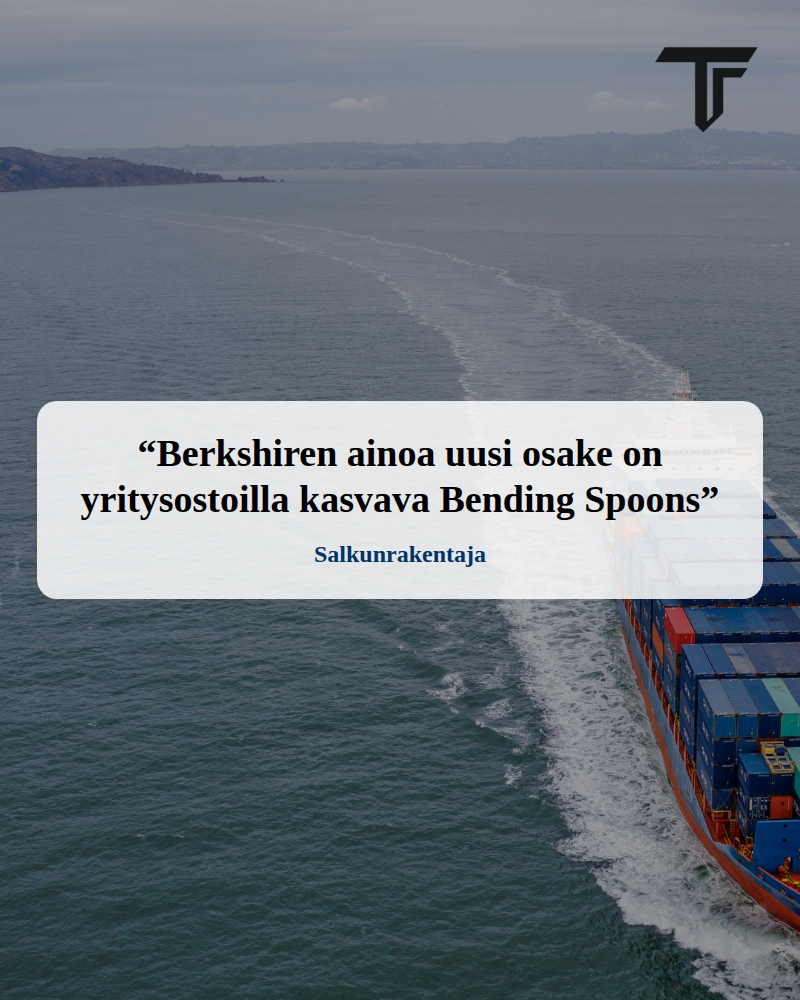 “Berkshiren ainoa uusi osake on
yritysostoilla kasvava Bending Spoons”
Salkunrakentaja